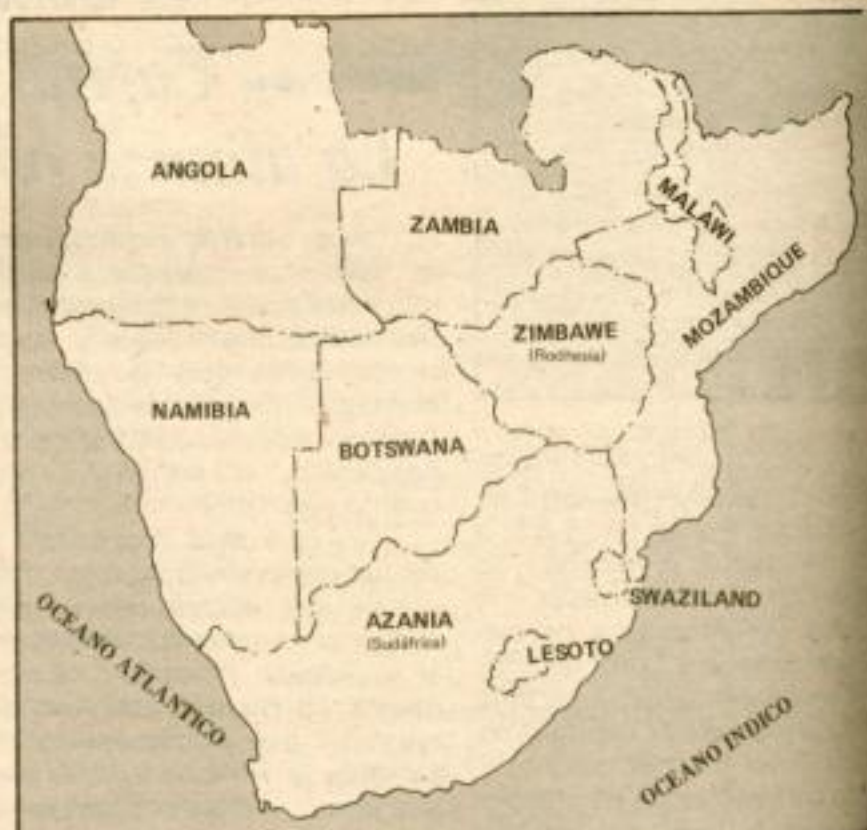 ANGOLA
ZAMBIA
MALAWI
MOZAMBIQUE
ZIMBAWE
(Rodhesia)
NAMIBIA
BOTSWANA
SWAZILAND
AZANIA
(Sudáfrica)
LESOTO
OCEANO ATLANTICO
OCEANO INDICO